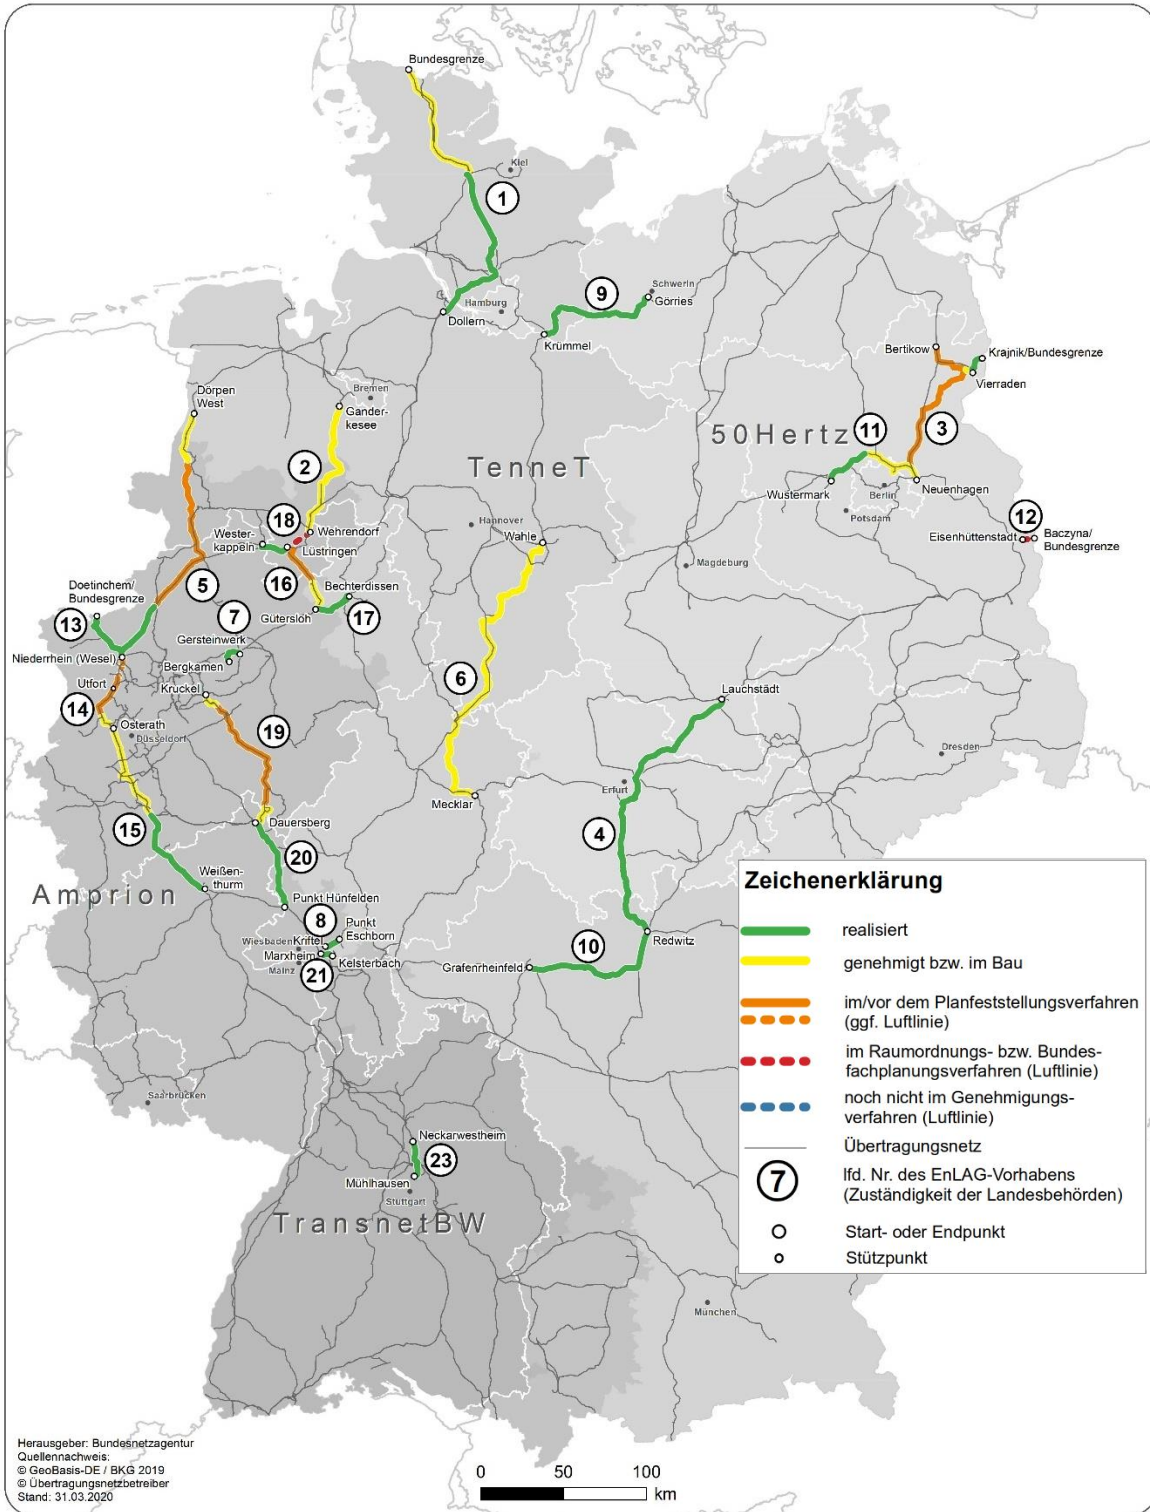 Bundesgrenze
Kiel
1
Schwerin
9
Görries
Hamburg
Dollern
Krümmel
Bertikow
Krajnik/Bundesgrenze
Vierraden
Dörpen
West
Bremen
Gander-
kesee
50Hertz
11
3
TenneT
2
Wustermark
Berlin
Neuenhagen
Potsdam
18
Wehrendorf
Hannover
Wahle
12
Wester-
kappeln
Lüstringen
Eisenhüttenstadt
Baczyna/
Bundesgrenze
Magdeburg
16
5
Doetinchem/
Bundesgrenze
Bechterdissen
7
Gütersloh
17
13
Gersteinwerk
Niederrhein (Wesel)
Bergkamen
6
Utfort
Kruckel
Lauchstädt
14
Osterath
Düsseldorf
19
Dresden
Erfurt
Mecklar
15
Dauersberg
4
20
Weißen-
thurm
Amprion
Punkt Hünfelden
8
Punkt
Eschborn
Wiesbaden
Kriftel
Marxheim
Kelsterbach
Mainz
21
10
Redwitz
Grafenrheinfeld
Saarbrücken
Neckarwestheim
23
Mühlhausen
Stuttgart
TransnetBW
München
Zeichenerklärung
realisiert
genehmigt bzw. im Bau
im/vor dem Planfeststellungsverfahren
(ggf. Luftlinie)
im Raumordnungs- bzw. Bundes-
fachplanungsverfahren (Luftlinie)
noch nicht im Genehmigungs-
verfahren (Luftlinie)
Übertragungsnetz
7
lfd. Nr. des EnLAG-Vorhabens
(Zuständigkeit der Landesbehörden)
Start- oder Endpunkt
Stützpunkt
Herausgeber: Bundesnetzagentur
Quellennachweis:
© GeoBasis-DE / BKG 2019
© Übertragungsnetzbetreiber
Stand: 31.03.2020
0 50 100
km